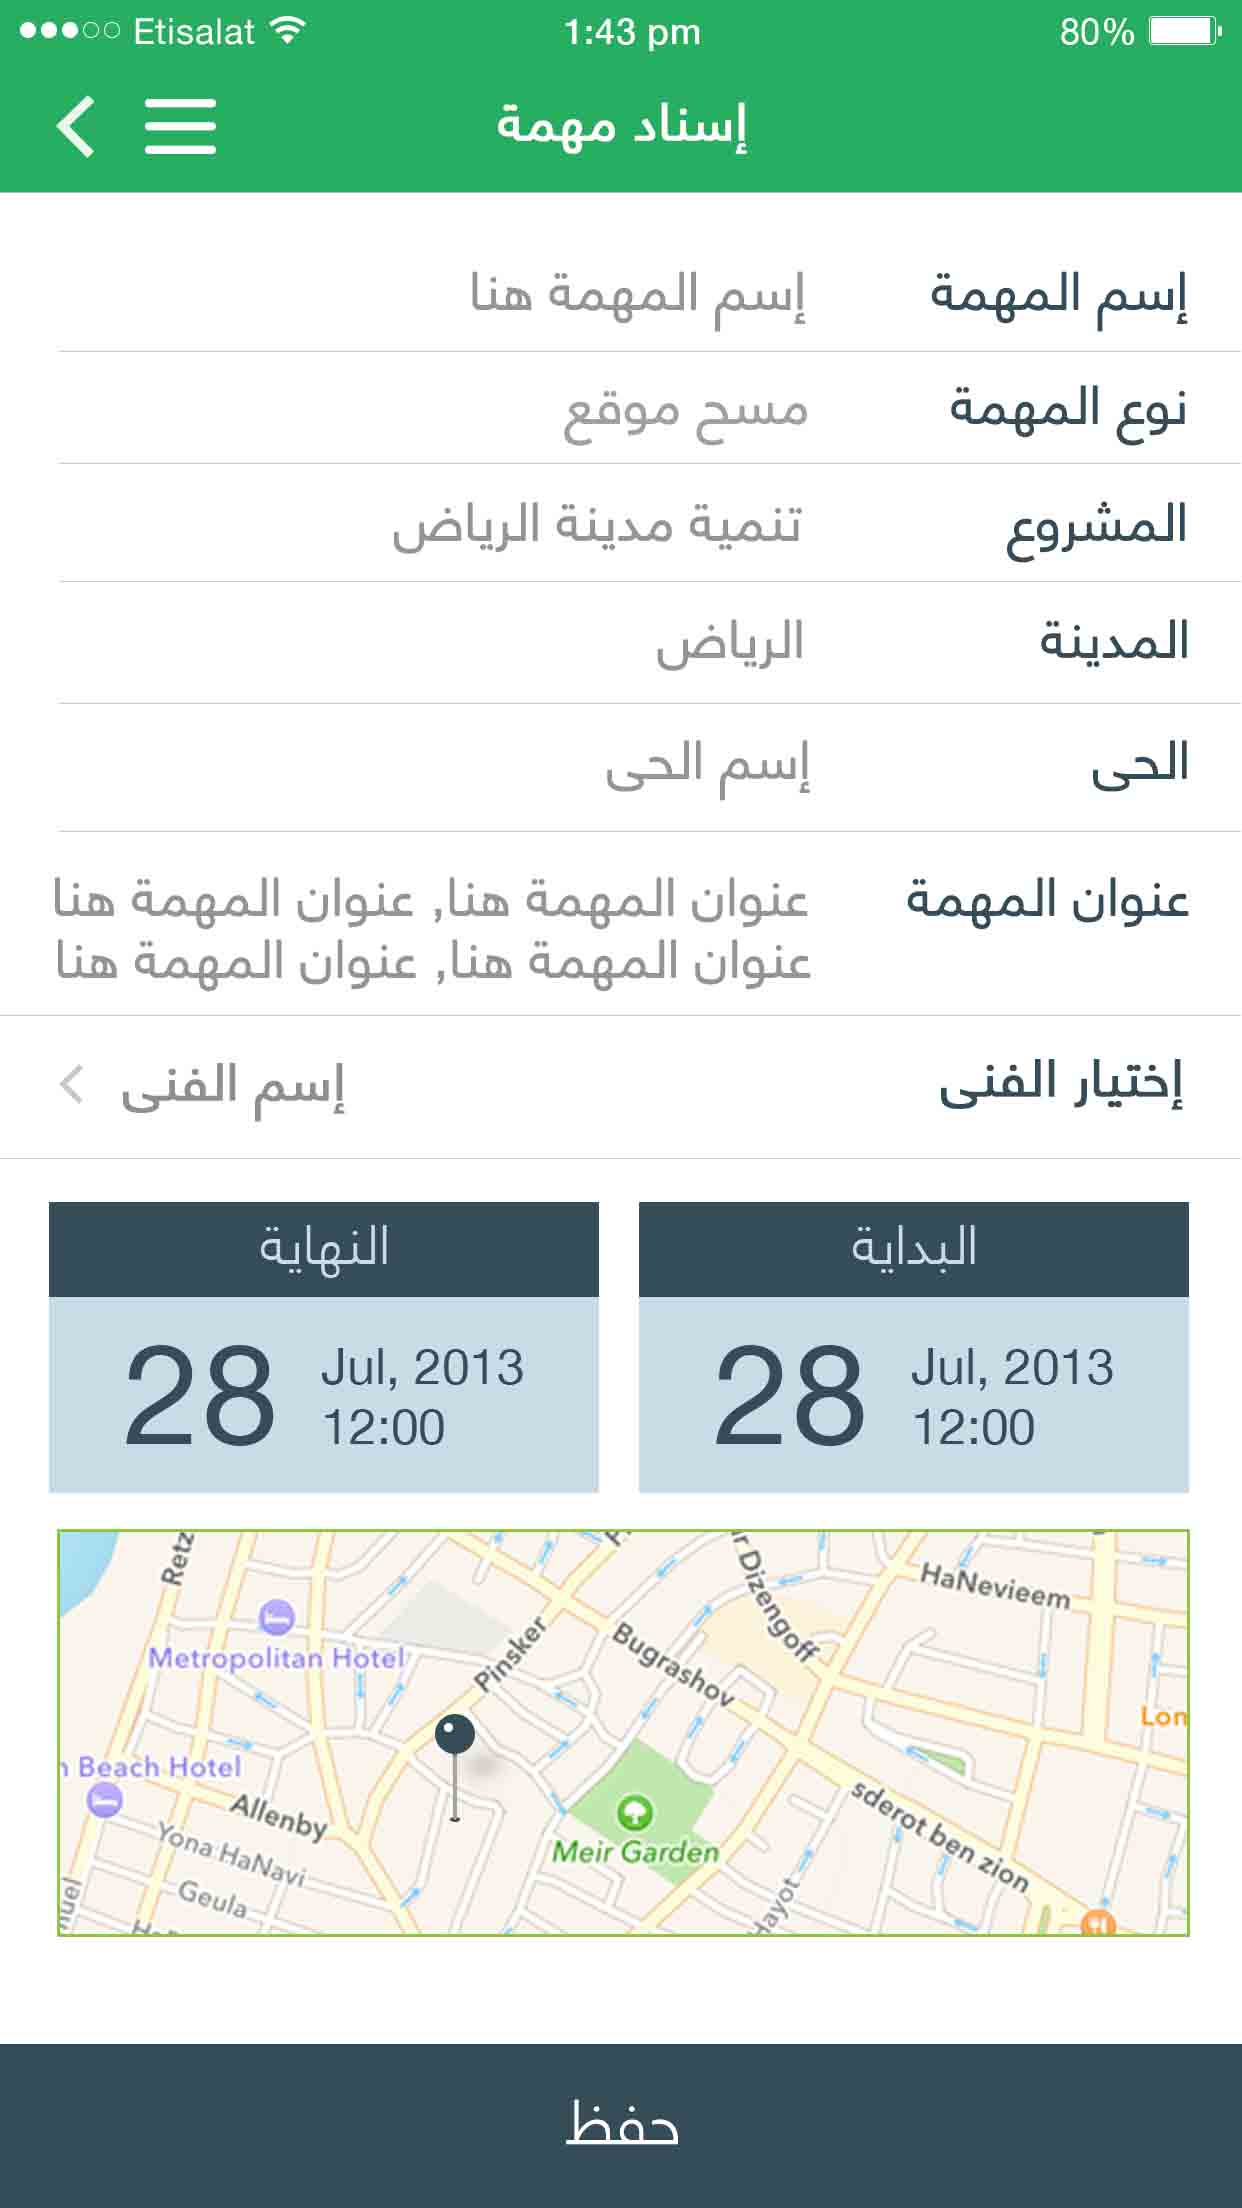 Etisalat 1:43 pm 80%
إسناد مهمة
إسم المهمة إسم المهمة هنا
نوع المهمة مسح موقع
المشروع تنمية مدينة الرياض
المدينة الرياض
الحى إسم الحى
عنوان المهمة عنوان المهمة هنا, عنوان المهمة هنا
عنوان المهمة هنا, عنوان المهمة هنا
إختيار الفنى إسم الفنى
البداية
28 Jul, 2013
12:00
النهاية
28 Jul, 2013
12:00
Retz
HaNevieem
Dizengoff
Metropolitan Hotel
Pinsker
Bugrashov
Lon
Beach Hotel
Allenby
sderot ben zion
Yona HaNavi
Meir Garden
Geula
Hayot
حفظ